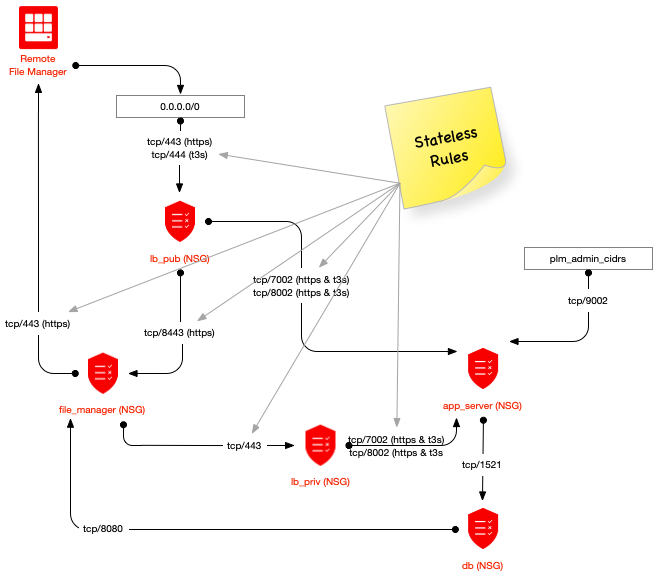 Remote
File Manager
0.0.0.0/0
tcp/443 (https)
tcp/444 (t3s)
Stateless
Rules
lb_pub (NSG)
plm_admin_cidrs
tcp/7002 (https & t3s)
tcp/8002 (https & t3s)
tcp/9002
tcp/443 (https)
tcp/8443 (https)
file_manager (NSG)
app_server (NSG)
tcp/443
tcp/7002 (https & t3s)
tcp/8002 (https & t3s
tcp/1521
lb_priv (NSG)
tcp/8080
db (NSG)